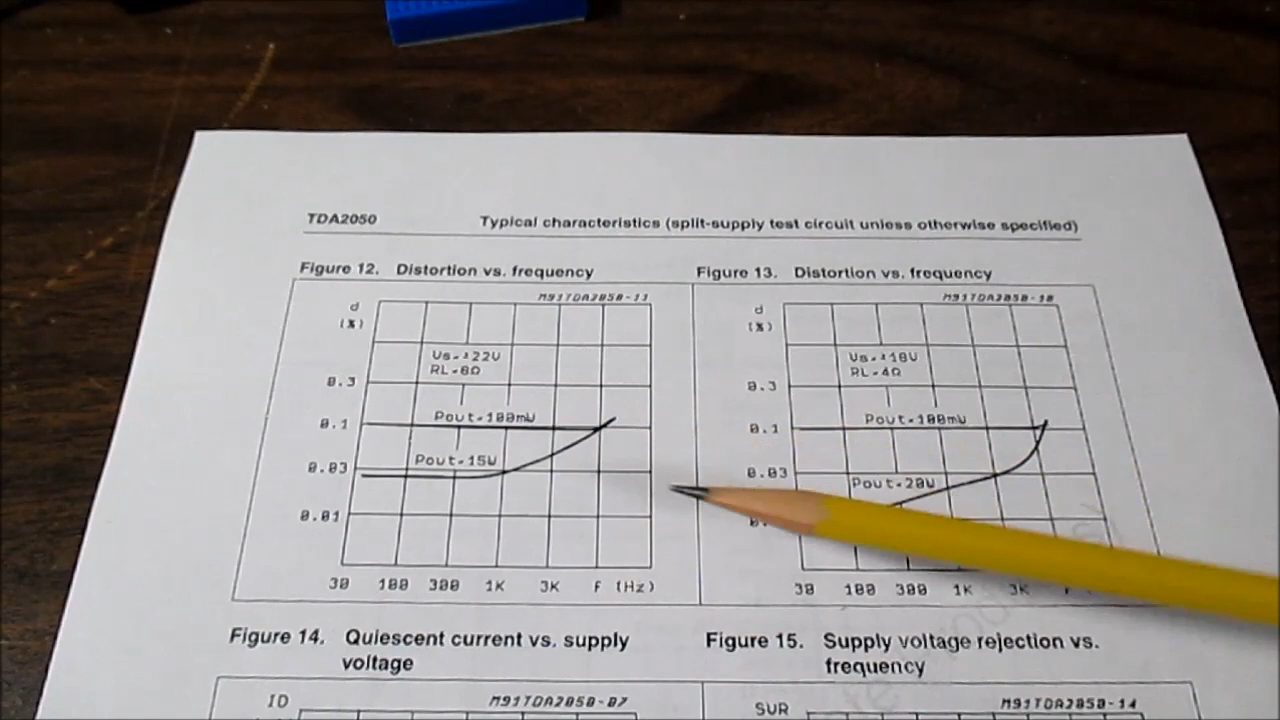 TDA2050 Typical characteristics (split-supply test circuit unless otherwise specified)
Figure 12. Distortion vs. frequency
M91TDA2050-11
d
(%)
Vs=±22V
RL=8Ω
0.3
Pout=100mW
0.1
Pout=15W
0.03
0.01
30 100 300 1K 3K F (Hz)
Figure 13. Distortion vs. frequency
M91TDA2050-10
d
(%)
Vs=±18V
RL=4Ω
0.3
Pout=100mW
0.1
0.03
Pout=20W
30 100 300 1K 3K
Figure 14. Quiescent current vs. supply
voltage
ID
M91TDA2050-07
Figure 15. Supply voltage rejection vs.
frequency
SVR
M91TDA2050-14